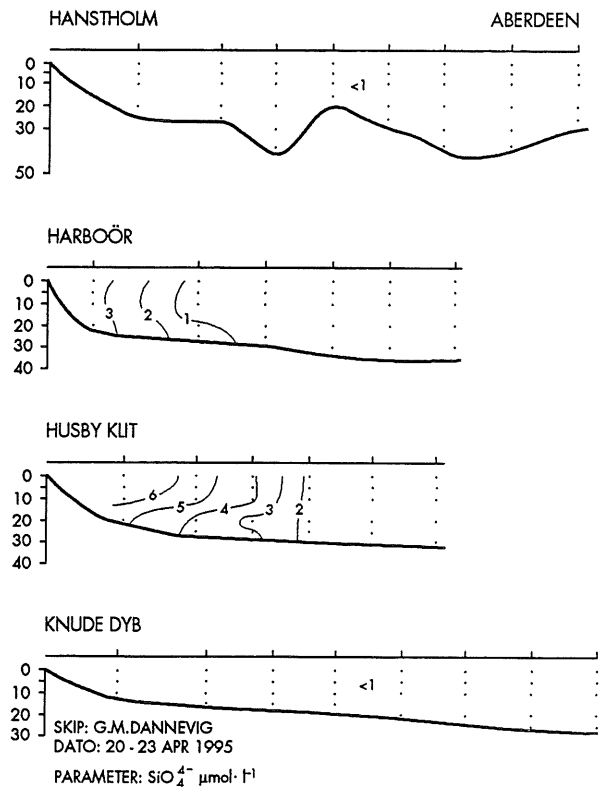 HANSTHOLM ABERDEEN
0
10
20
30
50
<1
HARBOÖR
0
10
20
30
40
3 2 1
HUSBY KLIT
0
10
20
30
40
6 5 4 3 2
KNUDE DYB
0
10
20
30
<1
SKIP: G.M.DANNEVIG
DATO: 20 - 23 APR 1995
PARAMETER: SiO₄⁴⁻ µmol · l⁻¹